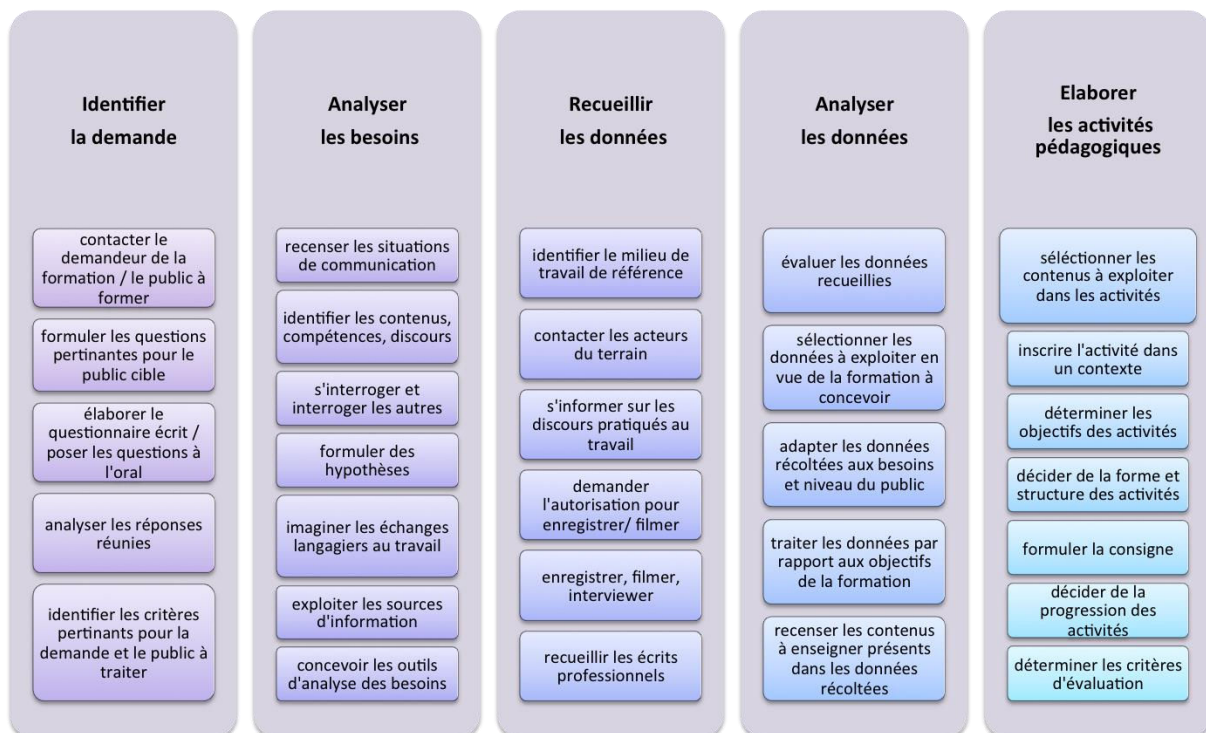 Identifier
la demande
contacter le
demandeur de la
formation / le public à
former
formuler les questions
pertinantes pour le
public cible
élaborer le
questionnaire écrit /
poser les questions à
l'oral
analyser les réponses
réunies
identifier les critères
pertinants pour la
demande et le public à
traiter
Analyser
les besoins
recenser les situations
de communication
identifier les contenus,
compétences, discours
s'interroger et
interroger les autres
formuler des
hypothèses
imaginer les échanges
langagiers au travail
exploiter les sources
d'information
concevoir les outils
d'analyse des besoins
Recueillir
les données
identifier le milieu de
travail de référence
contacter les acteurs
du terrain
s'informer sur les
discours pratiqués au
travail
demander
l'autorisation pour
enregistrer/ filmer
enregistrer, filmer,
interviewer
recueillir les écrits
professionnels
Analyser
les données
évaluer les données
recueillies
sélectionner les
données à exploiter en
vue de la formation à
concevoir
adapter les données
récoltées aux besoins
et niveau du public
traiter les données par
rapport aux objectifs
de la formation
recenser les contenus
à enseigner présents
dans les données
récoltées
Elaborer
les activités
pédagogiques
séléctionner les
contenus à exploiter
dans les activités
inscrire l'activité dans
un contexte
déterminer les
objectifs des activités
décider de la forme et
structure des activités
formuler la consigne
décider de la
progression des
activités
déterminer les critères
d'évaluation